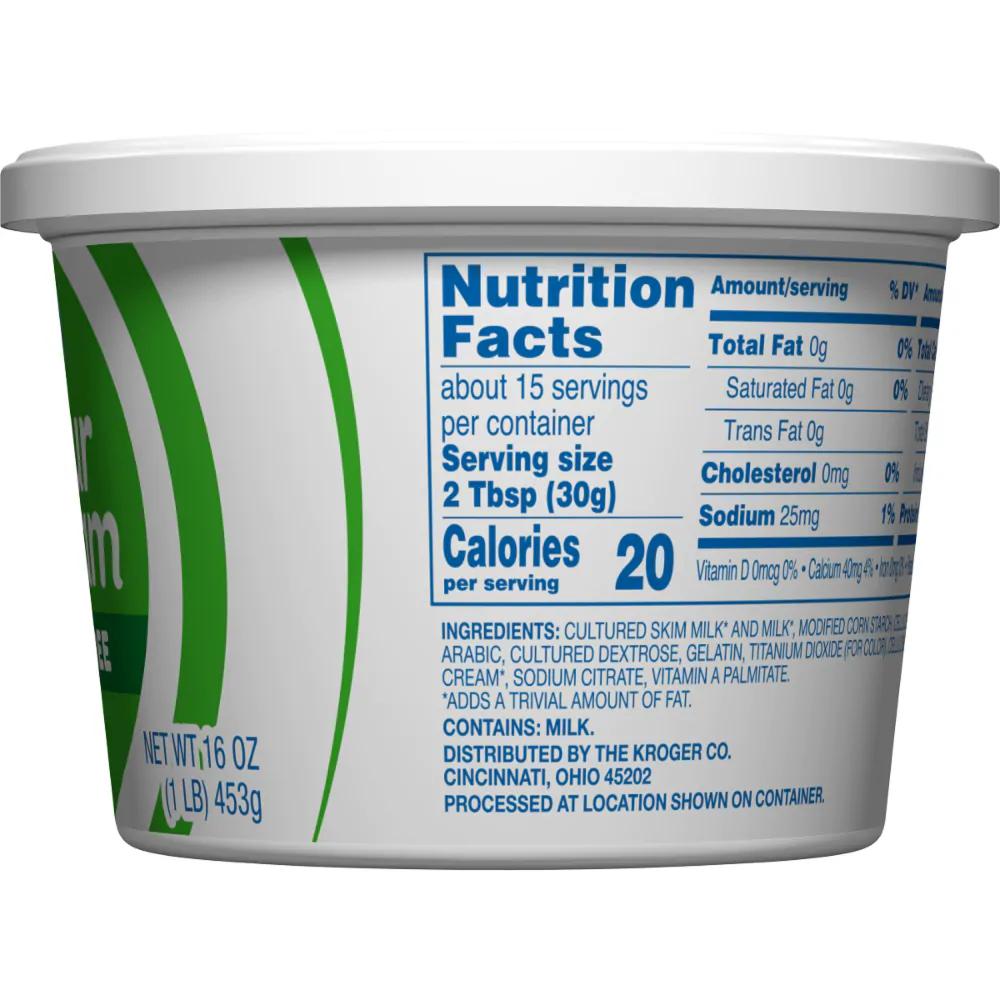 NET WT 16 OZ
(1 LB) 453g
Nutrition
Facts
about 15 servings
per container
Serving size
2 Tbsp (30g)
Calories
per serving
20
Amount/serving % DV*
Total Fat 0g 0%
Saturated Fat 0g 0%
Trans Fat 0g
Cholesterol 0mg 0%
Sodium 25mg 1%
Vitamin D 0mcg 0% • Calcium 40mg 4% • Iron 0mg 0% •
INGREDIENTS: CULTURED SKIM MILK* AND MILK*, MODIFIED CORN STARCH,
ARABIC, CULTURED DEXTROSE, GELATIN, TITANIUM DIOXIDE (FOR COLOR),
CREAM*, SODIUM CITRATE, VITAMIN A PALMITATE.
*ADDS A TRIVIAL AMOUNT OF FAT.
CONTAINS: MILK.
DISTRIBUTED BY THE KROGER CO.
CINCINNATI, OHIO 45202
PROCESSED AT LOCATION SHOWN ON CONTAINER.